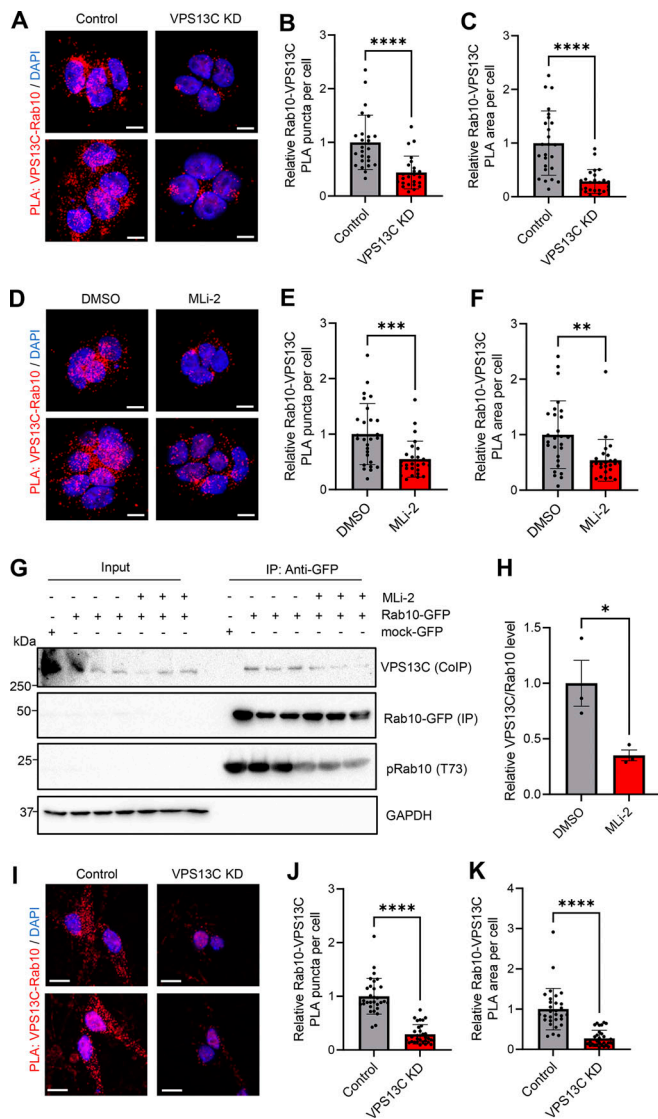 A
Control
VPS13C KD
PLA: VPS13C-Rab10 / DAPI
B
Relative Rab10-VPS13C
PLA puncta per cell
3
2
1
0
****
Control
VPS13C KD
C
Relative Rab10-VPS13C
PLA area per cell
3
2
1
0
****
Control
VPS13C KD
D
DMSO
MLi-2
PLA: VPS13C-Rab10 / DAPI
E
Relative Rab10-VPS13C
PLA puncta per cell
3
2
1
0
***
DMSO
MLi-2
F
Relative Rab10-VPS13C
PLA area per cell
3
2
1
0
**
DMSO
MLi-2
G
Input
IP: Anti-GFP
- - - - + + + - - - - + + + MLi-2
- + + + + + + - + + + + + + Rab10-GFP
+ - - - - - - + - - - - - - mock-GFP
kDa
250
VPS13C (CoIP)
50
Rab10-GFP (IP)
25
pRab10 (T73)
37
GAPDH
H
Relative VPS13C/Rab10 level
1.5
1.0
0.5
0.0
*
DMSO
MLi-2
I
Control
VPS13C KD
PLA: VPS13C-Rab10 / DAPI
J
Relative Rab10-VPS13C
PLA puncta per cell
3
2
1
0
****
Control
VPS13C KD
K
Relative Rab10-VPS13C
PLA area per cell
4
3
2
1
0
****
Control
VPS13C KD